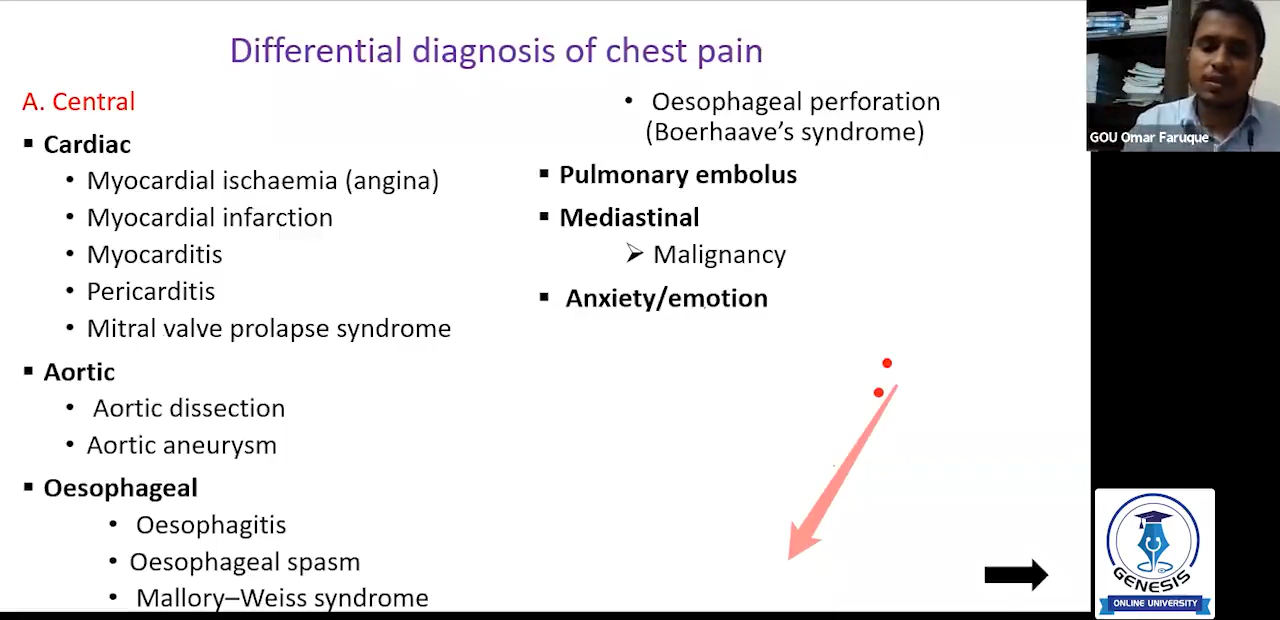 Differential diagnosis of chest pain
A. Central
▪ Cardiac
• Myocardial ischaemia (angina)
• Myocardial infarction
• Myocarditis
• Pericarditis
• Mitral valve prolapse syndrome
▪ Aortic
• Aortic dissection
• Aortic aneurysm
▪ Oesophageal
• Oesophagitis
• Oesophageal spasm
• Mallory–Weiss syndrome
• Oesophageal perforation
(Boerhaave’s syndrome)
▪ Pulmonary embolus
▪ Mediastinal
➢ Malignancy
▪ Anxiety/emotion
GOU Omar Faruque
GENESIS
ONLINE UNIVERSITY